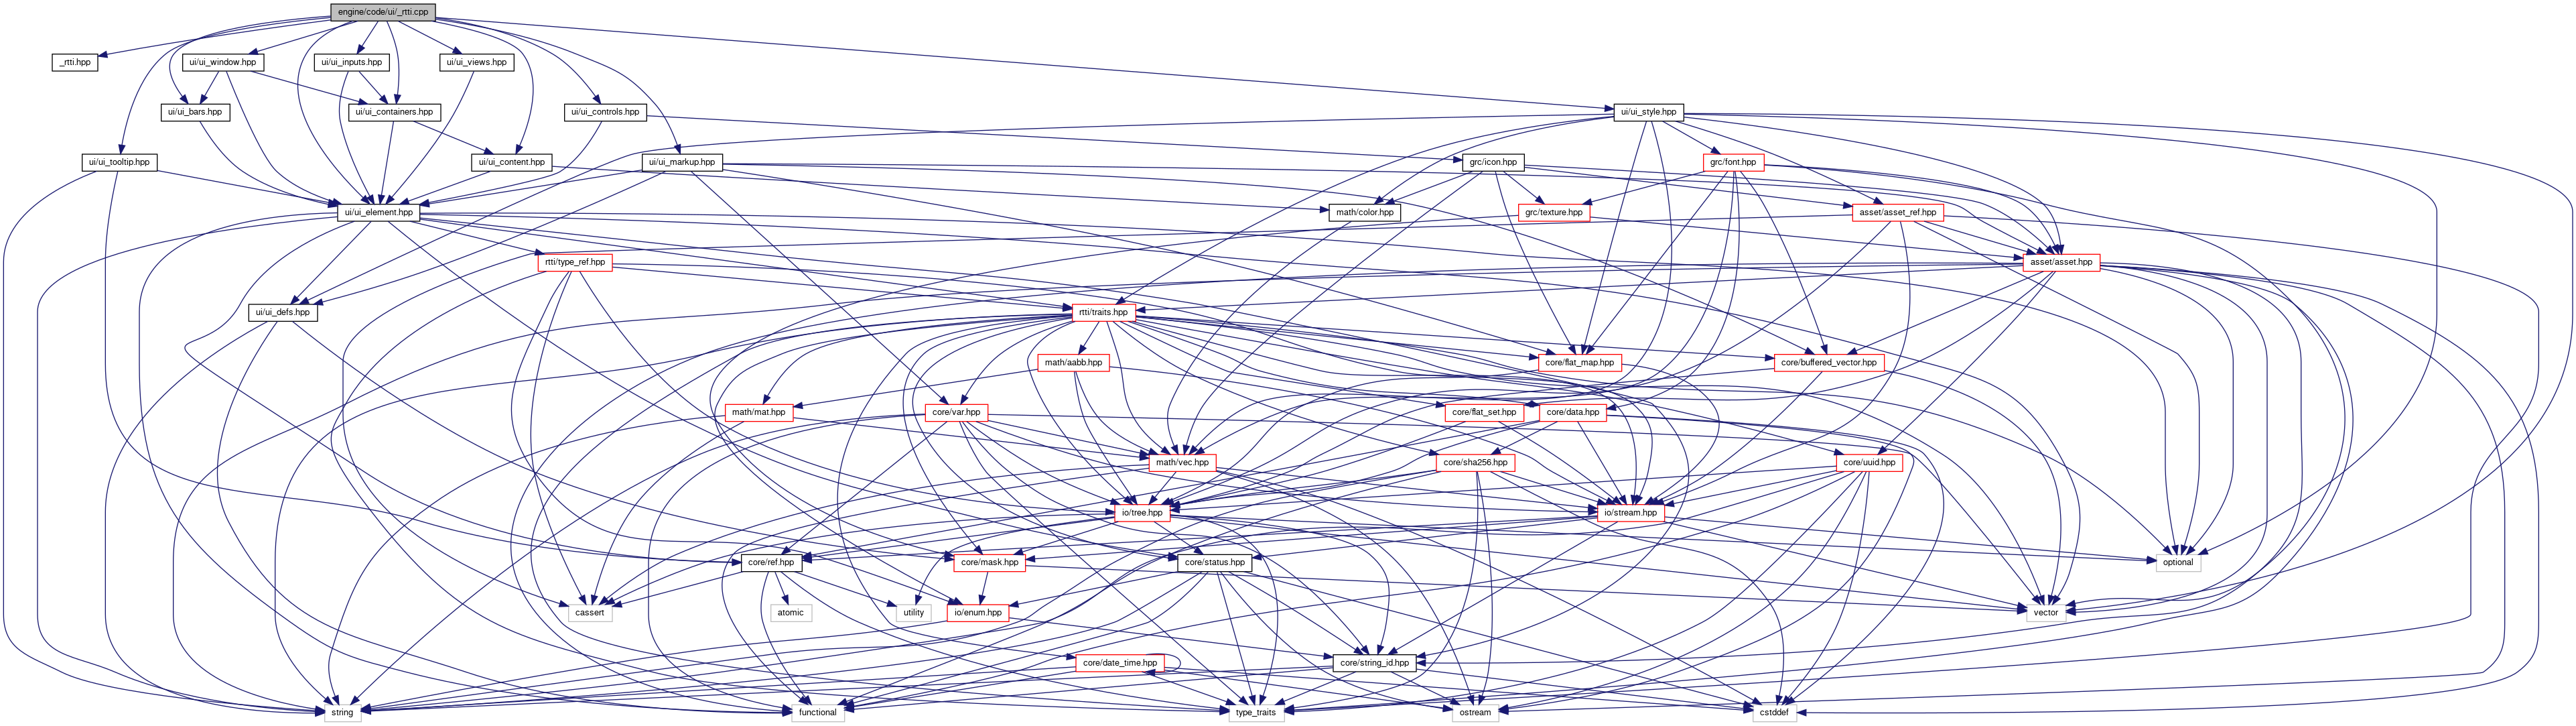 engine/code/ui/_rtti.cpp
_rtti.hpp
ui/ui_window.hpp
ui/ui_inputs.hpp
ui/ui_views.hpp
ui/ui_bars.hpp
ui/ui_containers.hpp
ui/ui_controls.hpp
ui/ui_style.hpp
ui/ui_tooltip.hpp
ui/ui_content.hpp
ui/ui_markup.hpp
grc/icon.hpp
grc/font.hpp
ui/ui_element.hpp
math/color.hpp
grc/texture.hpp
asset/asset_ref.hpp
rtti/type_ref.hpp
asset/asset.hpp
ui/ui_defs.hpp
rtti/traits.hpp
math/aabb.hpp
core/flat_map.hpp
core/buffered_vector.hpp
math/mat.hpp
core/var.hpp
core/flat_set.hpp
core/data.hpp
math/vec.hpp
core/sha256.hpp
core/uuid.hpp
io/tree.hpp
io/stream.hpp
core/ref.hpp
core/mask.hpp
core/status.hpp
optional
cassert
atomic
utility
io/enum.hpp
vector
core/date_time.hpp
core/string_id.hpp
string
functional
type_traits
ostream
cstddef